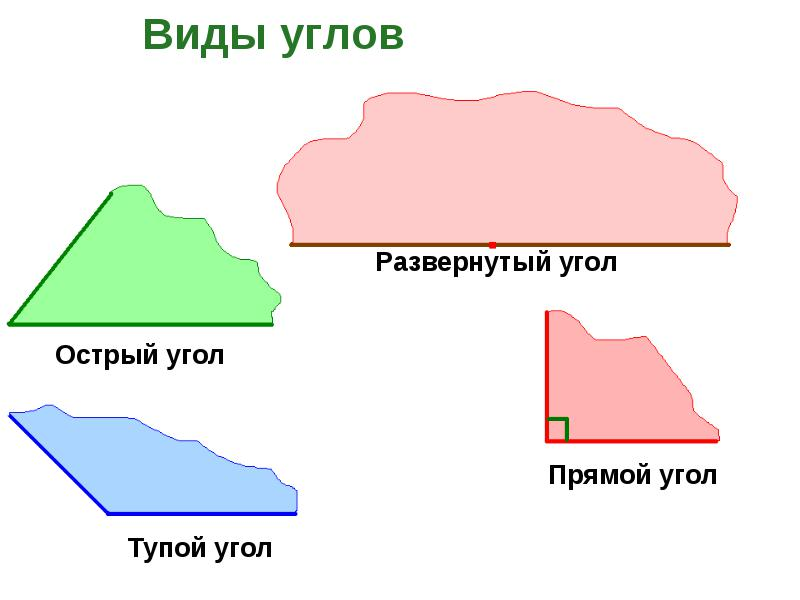 Виды углов
Развернутый угол
Острый угол
Прямой угол
Тупой угол